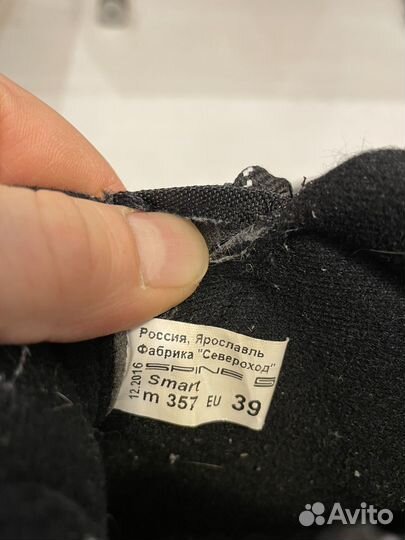 Россия, Ярославль
Фабрика "Североход"
SPINE S
Smart
m 357 EU 39
12.2016
Avito